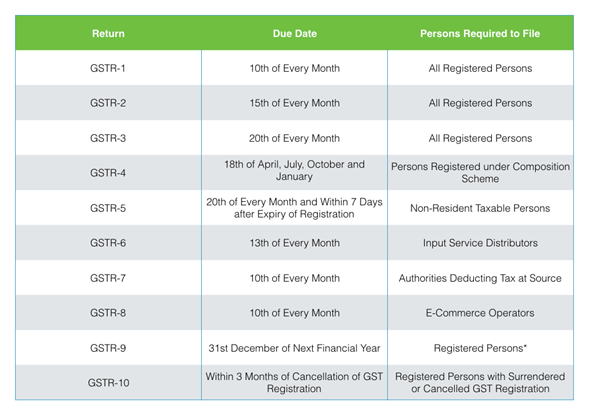 Return Due Date Persons Required to File
GSTR-1 10th of Every Month All Registered Persons
GSTR-2 15th of Every Month All Registered Persons
GSTR-3 20th of Every Month All Registered Persons
GSTR-4 18th of April, July, October and
January Persons Registered under Composition
Scheme
GSTR-5 20th of Every Month and Within 7 Days
after Expiry of Registration Non-Resident Taxable Persons
GSTR-6 13th of Every Month Input Service Distributors
GSTR-7 10th of Every Month Authorities Deducting Tax at Source
GSTR-8 10th of Every Month E-Commerce Operators
GSTR-9 31st December of Next Financial Year Registered Persons*
GSTR-10 Within 3 Months of Cancellation of GST
Registration Registered Persons with Surrendered
or Cancelled GST Registration